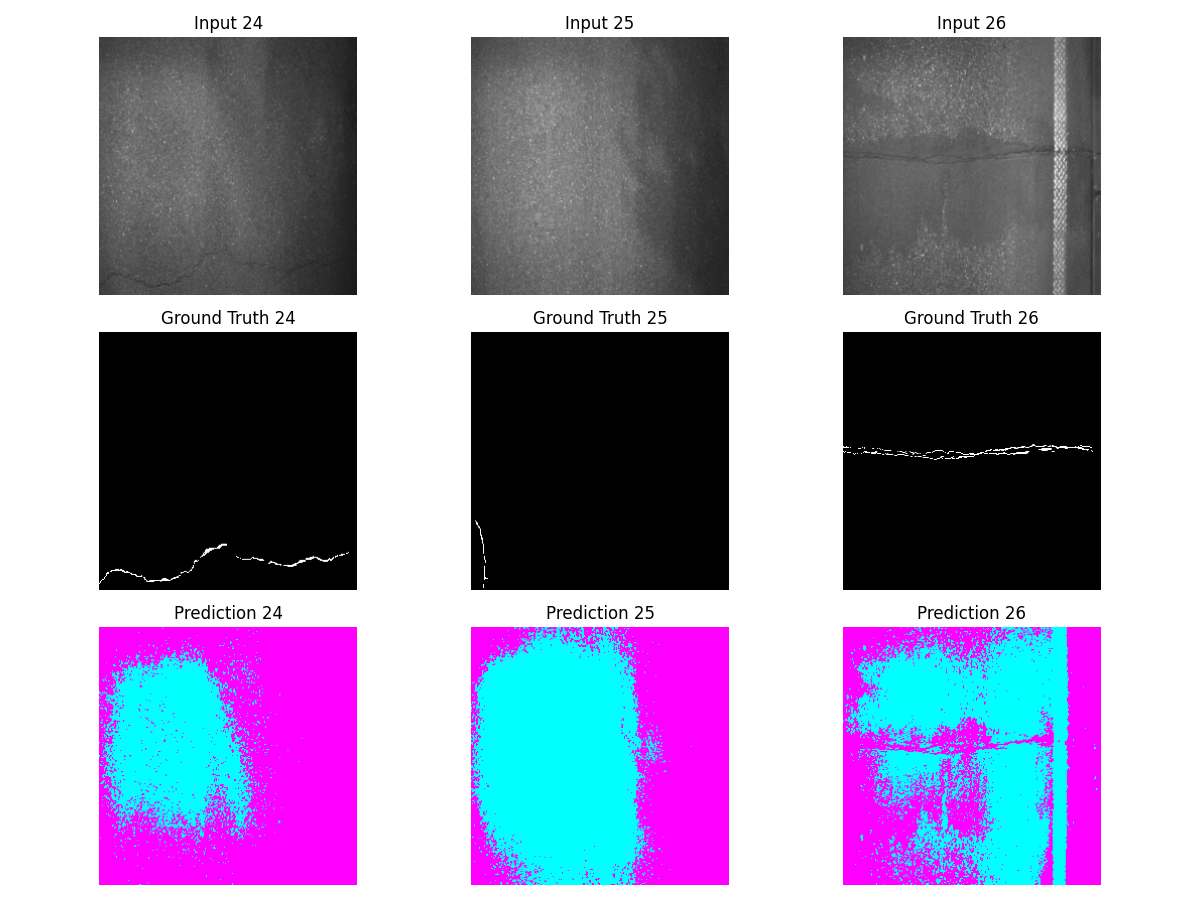 Input 24
Input 25
Input 26
Ground Truth 24
Ground Truth 25
Ground Truth 26
Prediction 24
Prediction 25
Prediction 26